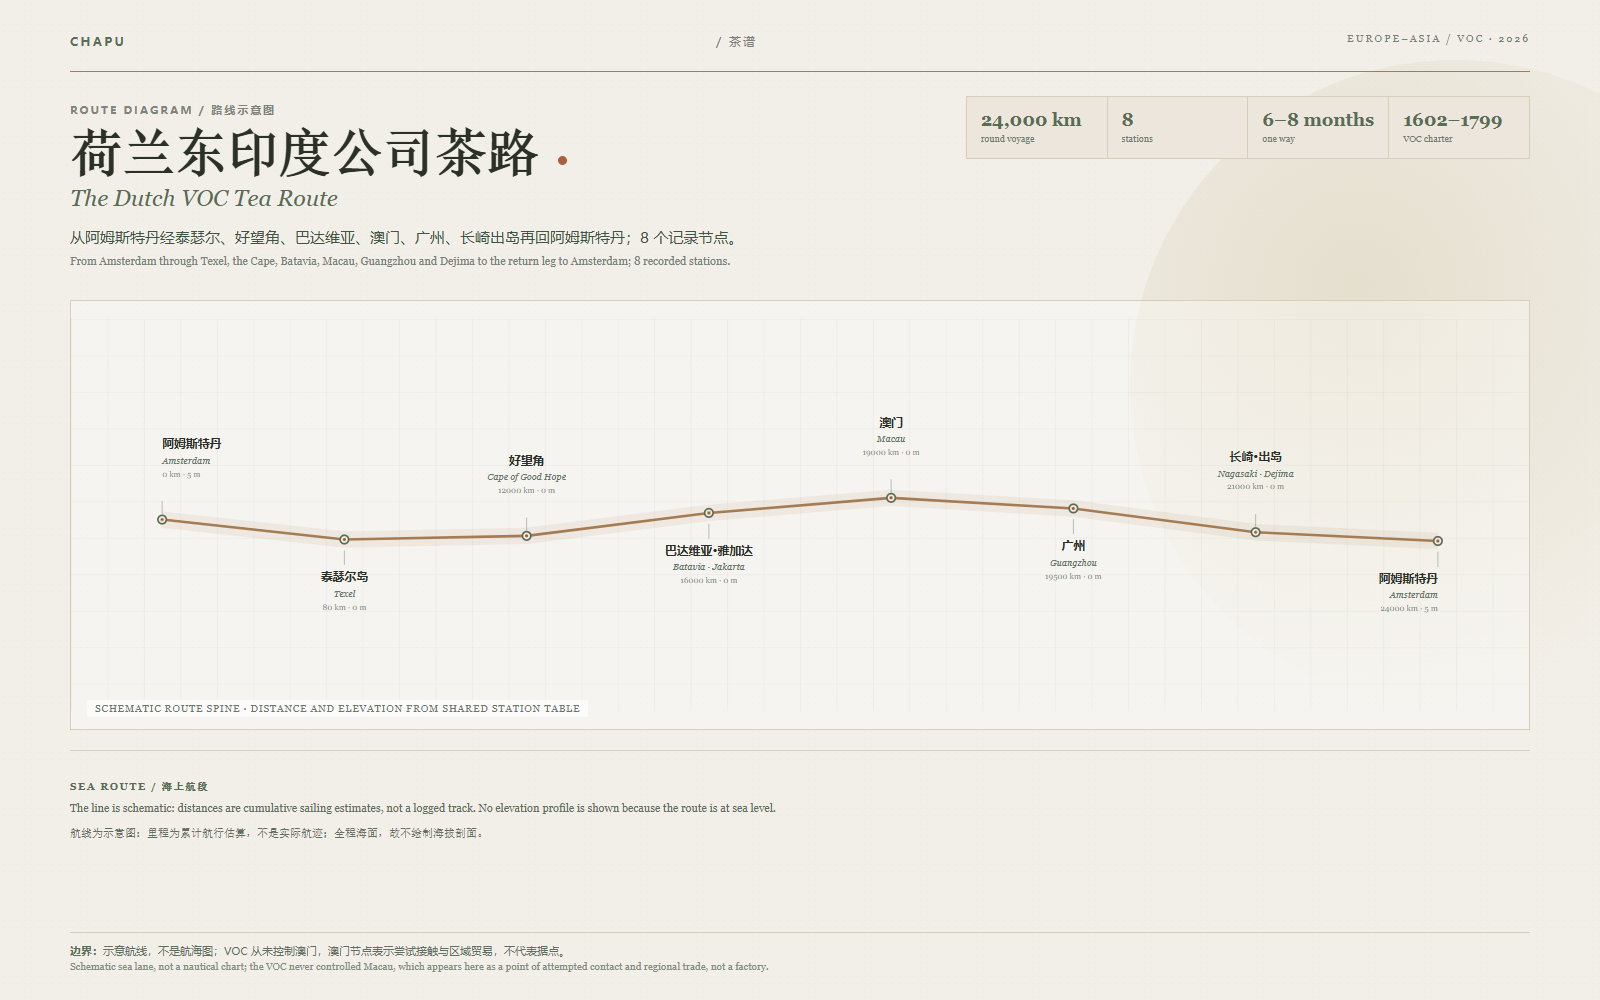 CHAPU
/ 茶谱
EUROPE–ASIA / VOC · 2026
ROUTE DIAGRAM / 路线示意图
荷兰东印度公司茶路
The Dutch VOC Tea Route
从阿姆斯特丹经泰瑟尔、好望角、巴达维亚、澳门、广州、长崎出岛再回阿姆斯特丹；8 个记录节点。
From Amsterdam through Texel, the Cape, Batavia, Macau, Guangzhou and Dejima to the return leg to Amsterdam; 8 recorded stations.
24,000 km
round voyage
8
stations
6–8 months
one way
1602–1799
VOC charter
阿姆斯特丹
Amsterdam
0 km · 5 m
泰瑟尔岛
Texel
80 km · 0 m
好望角
Cape of Good Hope
12000 km · 0 m
巴达维亚•雅加达
Batavia · Jakarta
16000 km · 0 m
澳门
Macau
19000 km · 0 m
广州
Guangzhou
19500 km · 0 m
长崎•出岛
Nagasaki · Dejima
21000 km · 0 m
阿姆斯特丹
Amsterdam
24000 km · 5 m
SCHEMATIC ROUTE SPINE · DISTANCE AND ELEVATION FROM SHARED STATION TABLE
SEA ROUTE / 海上航段
The line is schematic: distances are cumulative sailing estimates, not a logged track. No elevation profile is shown because the route is at sea level.
航线为示意图：里程为累计航行估算，不是实际航迹；全程海面，故不绘制海拔剖面。
边界：示意航线，不是航海图；VOC 从未控制澳门，澳门节点表示尝试接触与区域贸易，不代表据点。
Schematic sea lane, not a nautical chart; the VOC never controlled Macau, which appears here as a point of attempted contact and regional trade, not a factory.